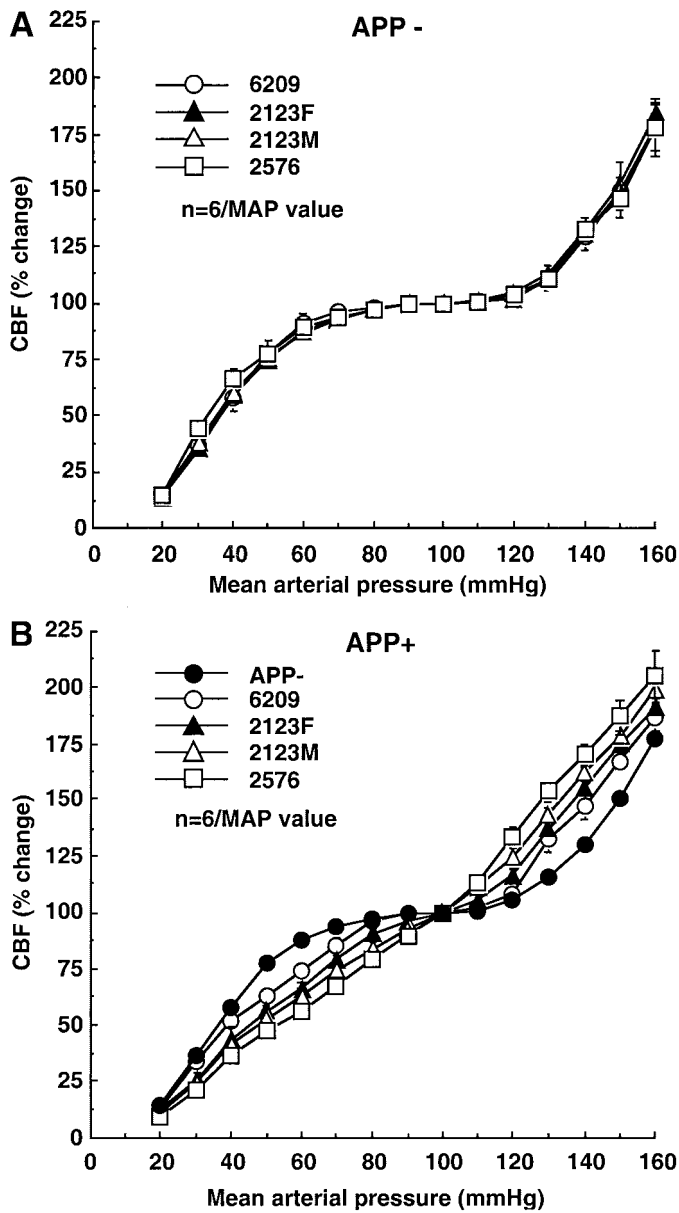 A
APP -
225
200
175
150
125
100
75
50
25
0
CBF (% change)
6209
2123F
2123M
2576
n=6/MAP value
0 20 40 60 80 100 120 140 160
Mean arterial pressure (mmHg)
B
APP+
225
200
175
150
125
100
75
50
25
0
CBF (% change)
APP-
6209
2123F
2123M
2576
n=6/MAP value
0 20 40 60 80 100 120 140 160
Mean arterial pressure (mmHg)